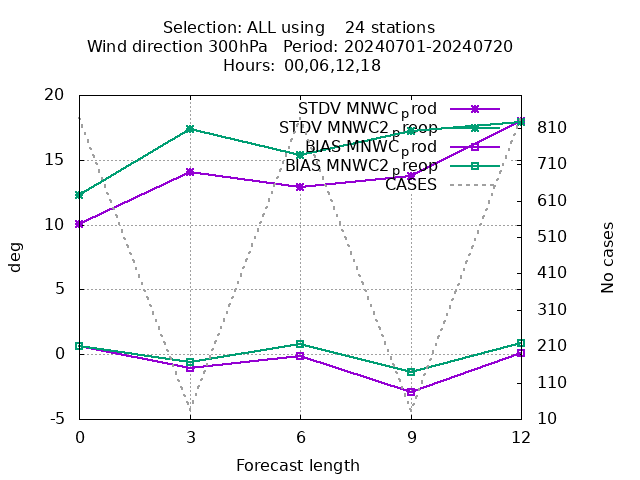 Selection: ALL using    24 stations
Wind direction 300hPa   Period: 20240701-20240720
Hours:  00,06,12,18
STDV MNWC_prod
STDV MNWC2_preop
BIAS MNWC_prod
BIAS MNWC2_preop
CASES
20
15
10
5
0
-5
deg
810
710
610
510
410
310
210
110
10
No cases
0 3 6 9 12
Forecast length